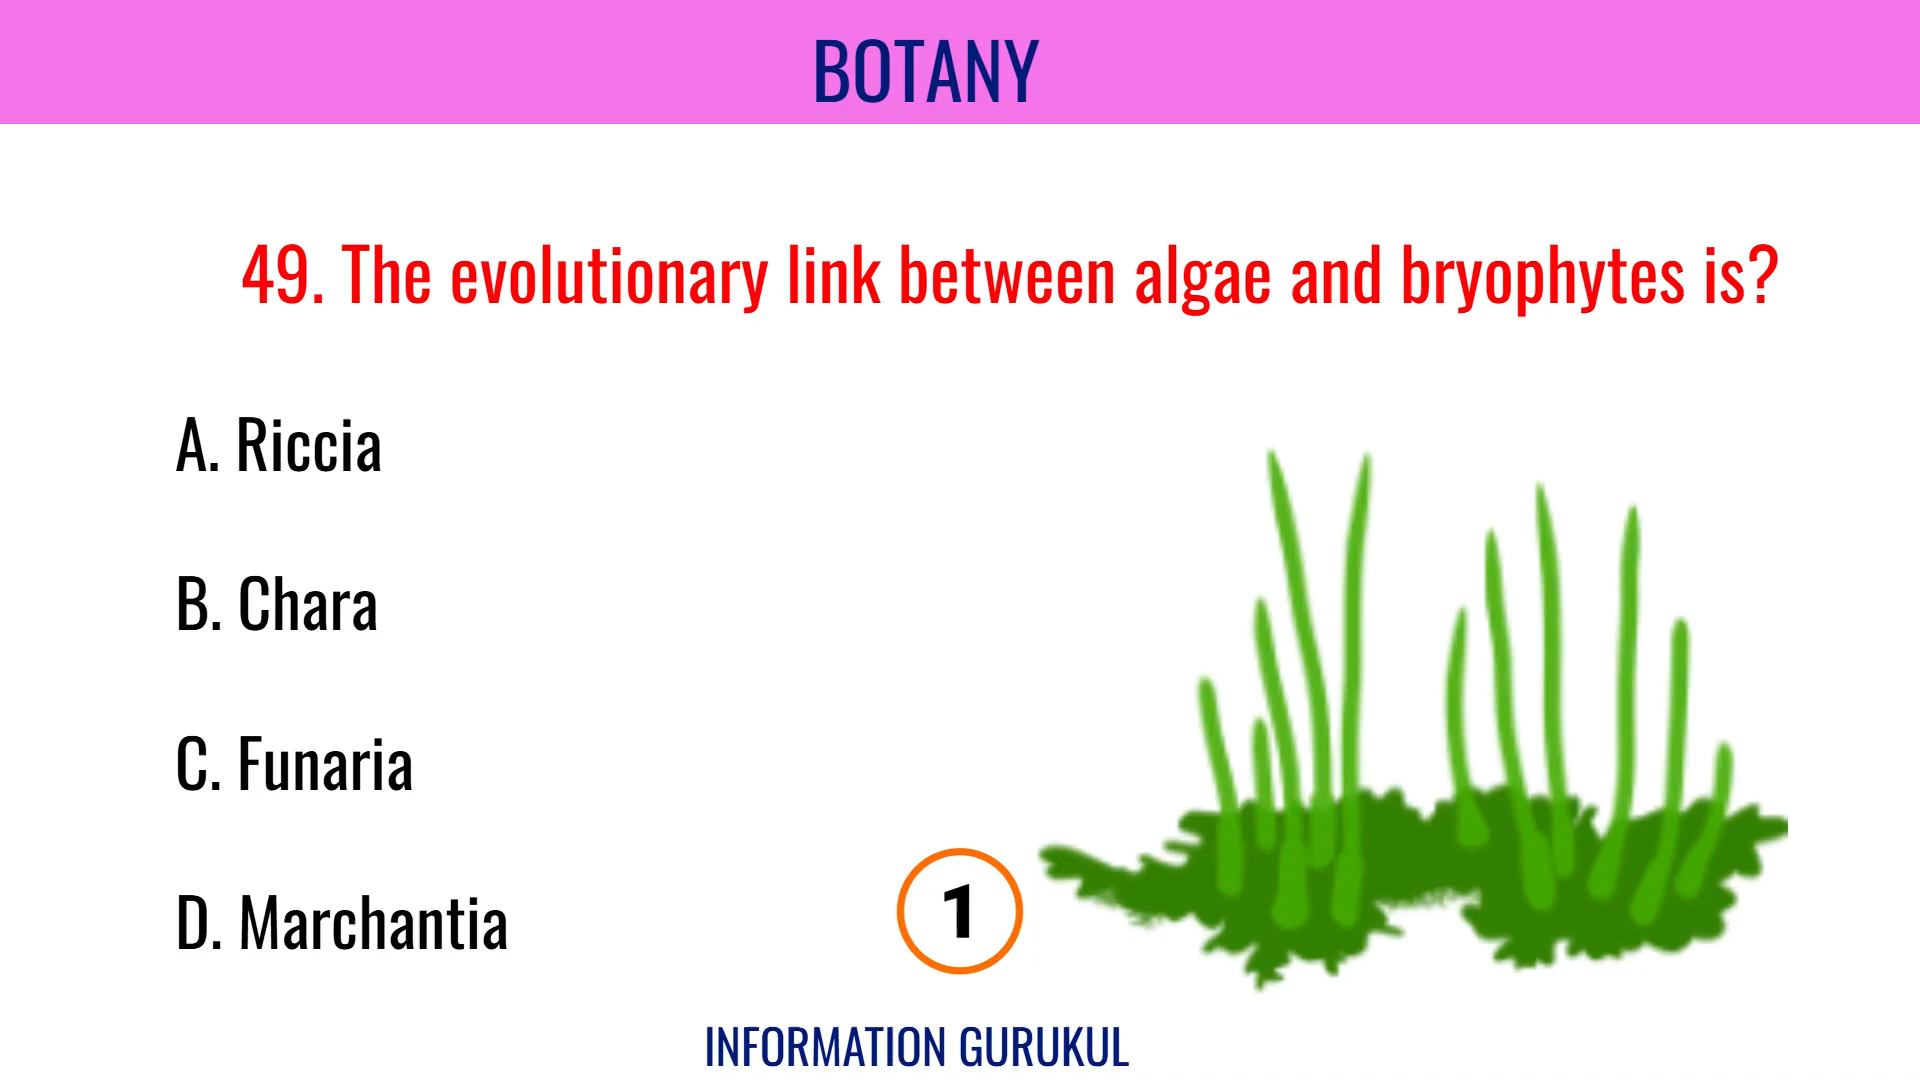 BOTANY
49. The evolutionary link between algae and bryophytes is?
A. Riccia
B. Chara
C. Funaria
D. Marchantia
1
INFORMATION GURUKUL